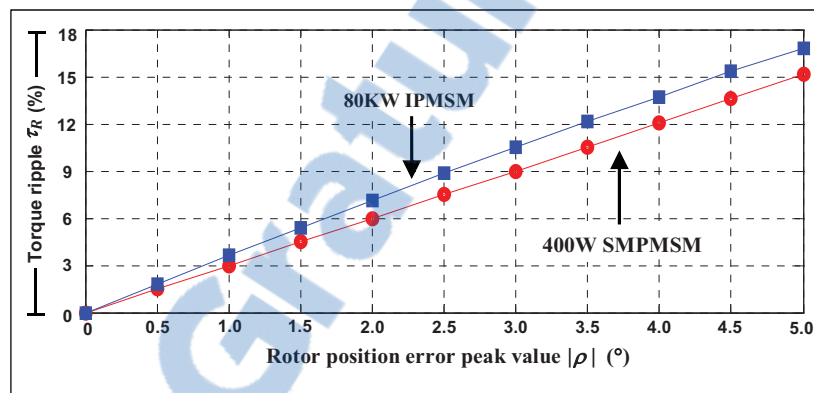 18
15
12
9
6
3
0
Torque ripple τR (%)
80KW IPMSM
400W SMPMSM
0 0.5 1.0 1.5 2.0 2.5 3.0 3.5 4.0 4.5 5.0
Rotor position error peak value |ρ| (°)
Gratui